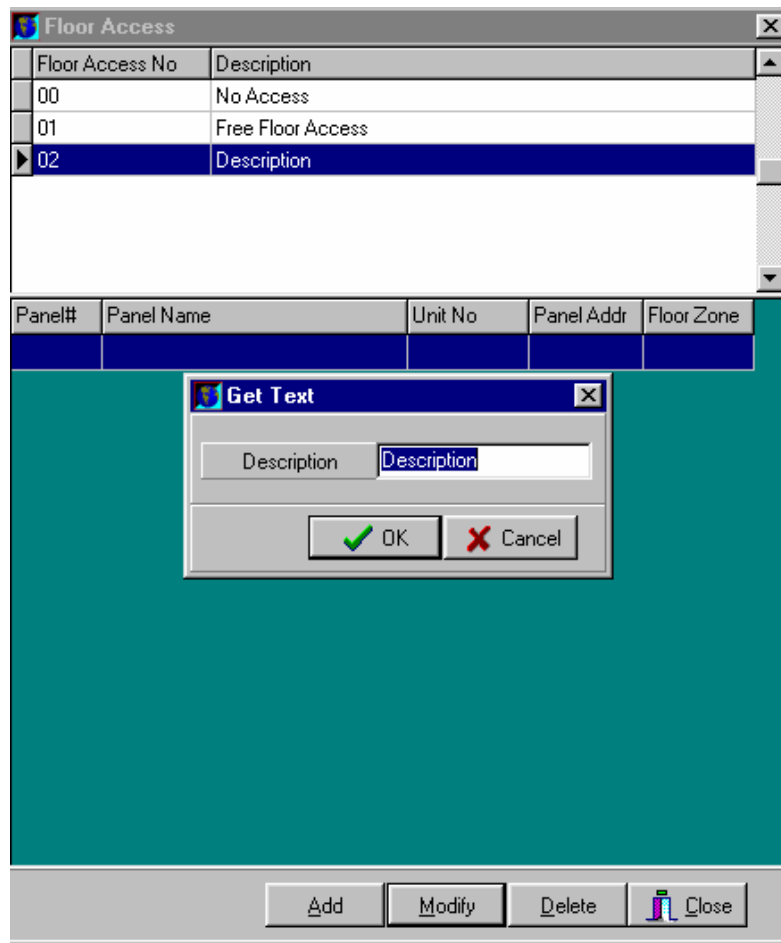 Floor Access
Floor Access No Description
00 No Access
01 Free Floor Access
02 Description
Panel# Panel Name Unit No Panel Addr Floor Zone
Get Text
Description Description
OK Cancel
Add Modify Delete Close